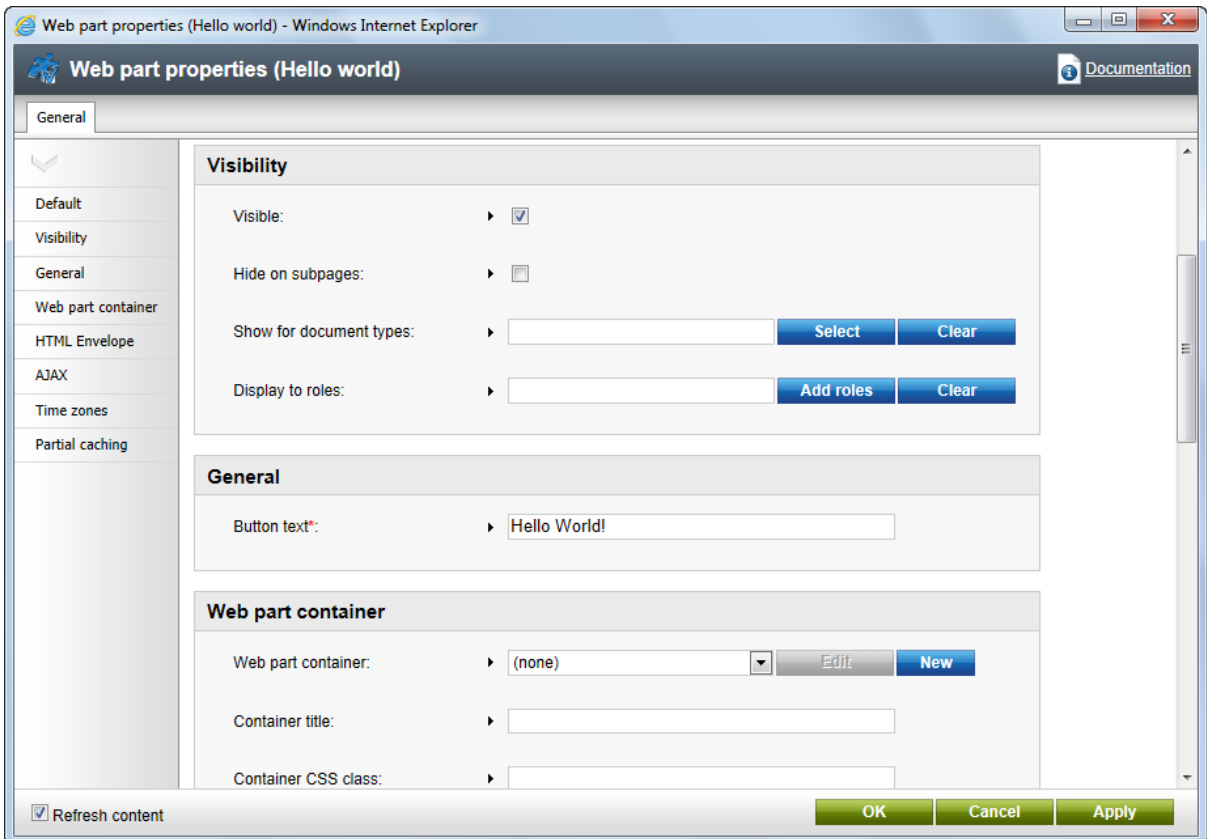 Web part properties (Hello world) - Windows Internet Explorer
Web part properties (Hello world)
Documentation
General
Default
Visibility
General
Web part container
HTML Envelope
AJAX
Time zones
Partial caching
Visibility
Visible:
Hide on subpages:
Show for document types: Select Clear
Display to roles: Add roles Clear
General
Button text*: Hello World!
Web part container
Web part container: (none) Edit New
Container title:
Container CSS class:
Refresh content OK Cancel Apply